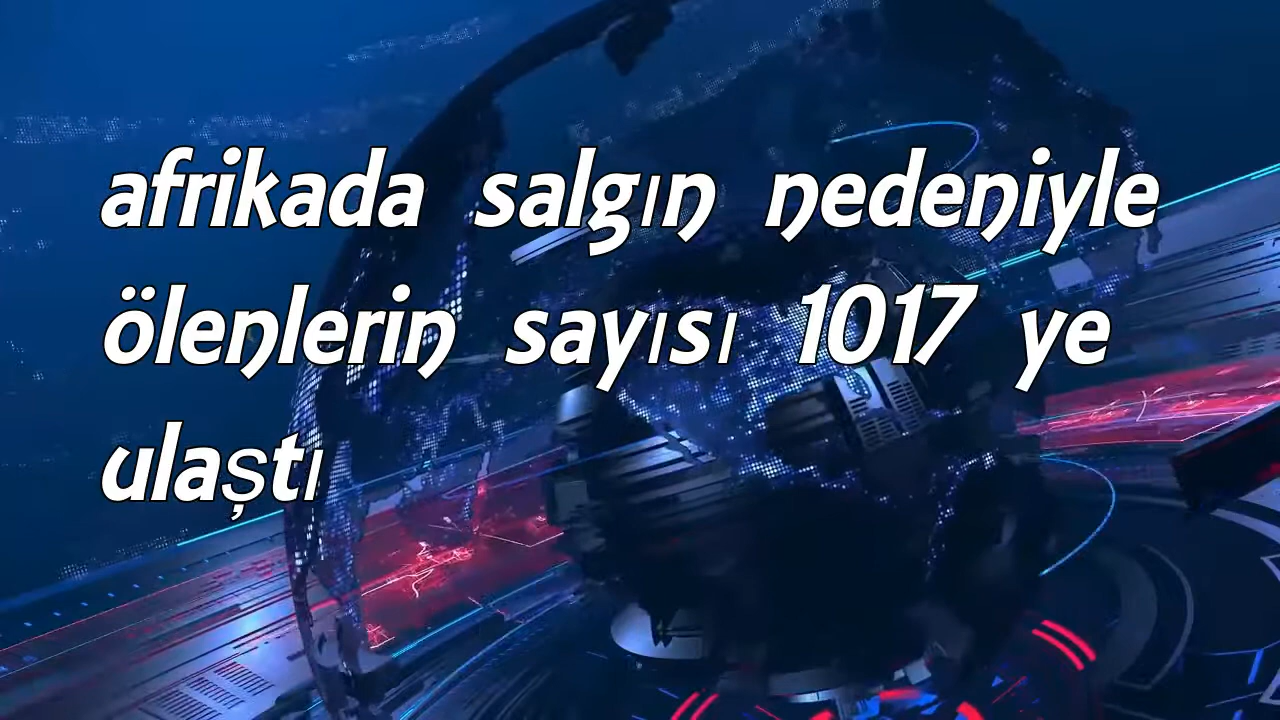 afrikada salgın nedeniyle
ölenlerin sayısı 1017 ye
ulaştı